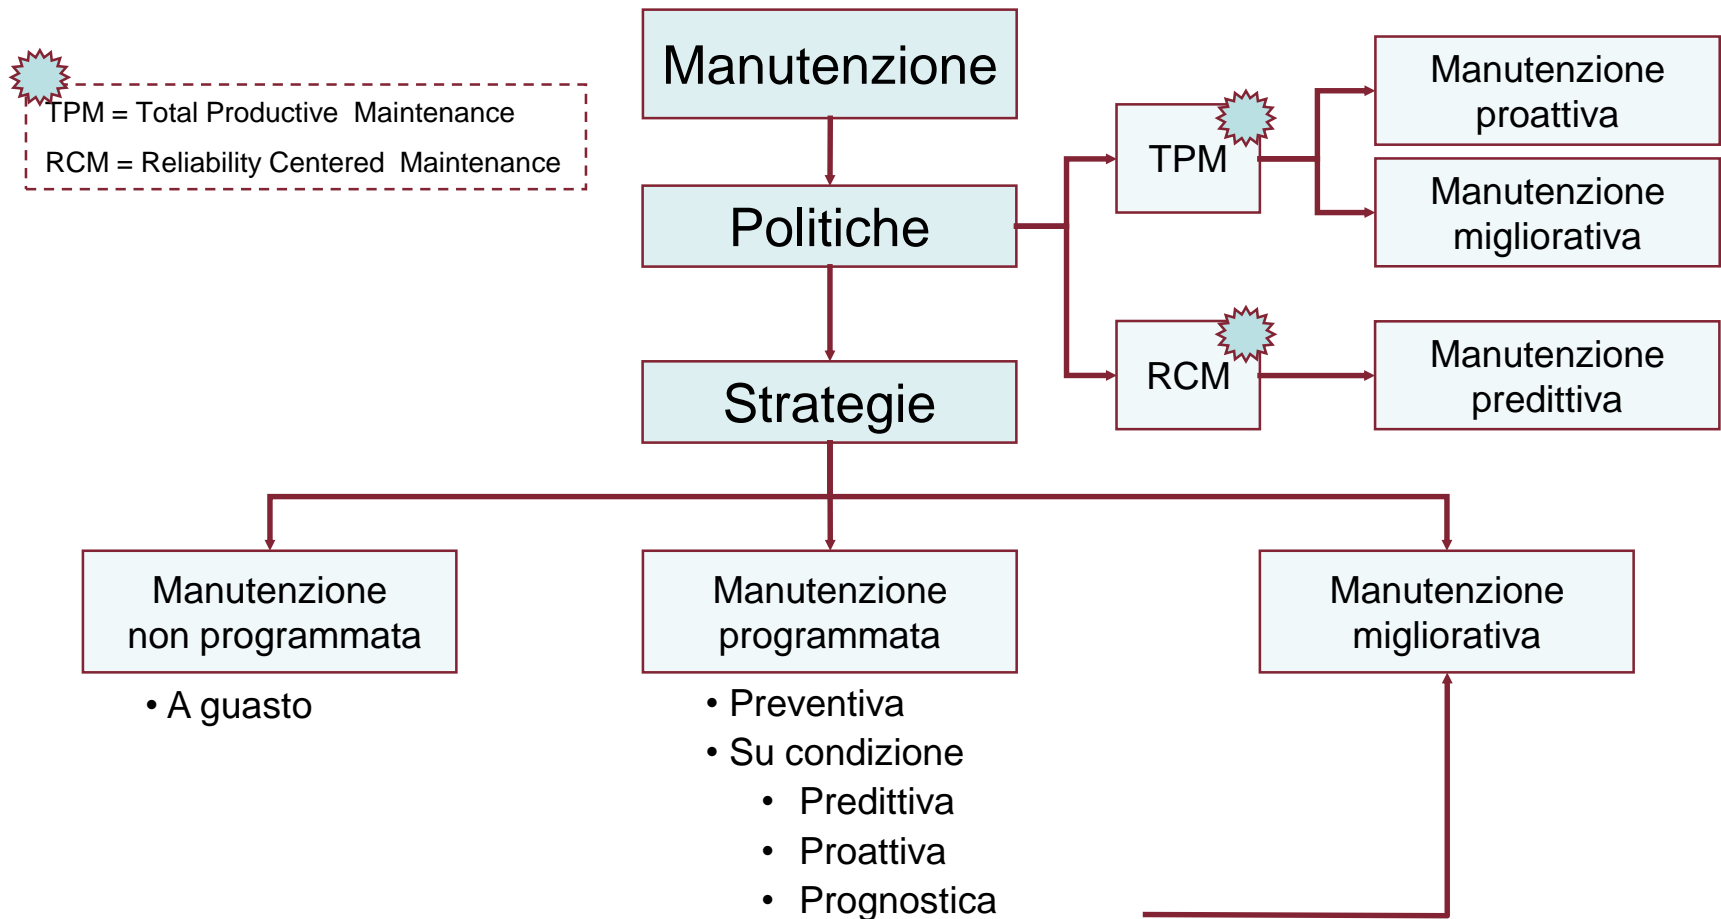 Manutenzione
TPM = Total Productive Maintenance
RCM = Reliability Centered Maintenance
Politiche
Strategie
TPM
Manutenzione
proattiva
Manutenzione
migliorativa
RCM
Manutenzione
predittiva
Manutenzione
non programmata
• A guasto
Manutenzione
programmata
• Preventiva
• Su condizione
• Predittiva
• Proattiva
• Prognostica
Manutenzione
migliorativa